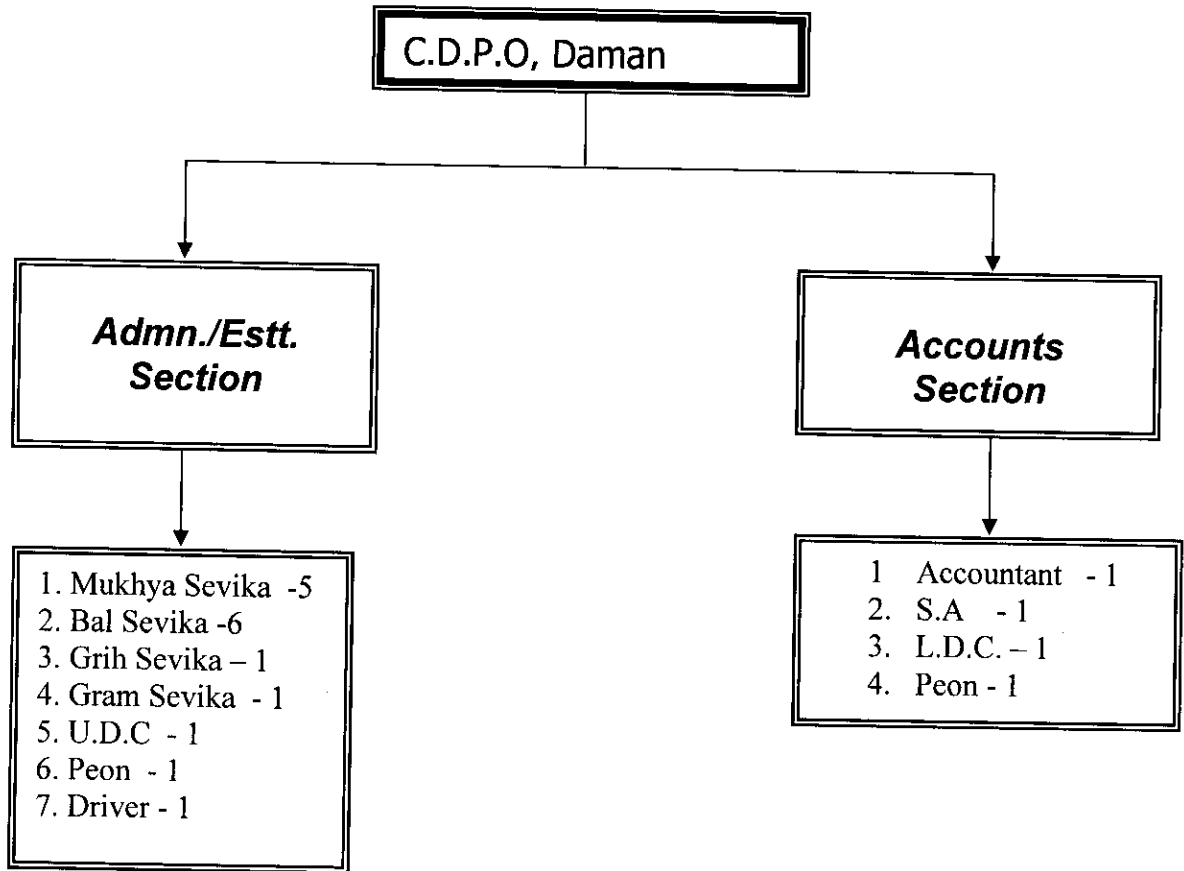 C.D.P.O, Daman
Admn./Estt.
Section
Accounts
Section
1. Mukhya Sevika -5
2. Bal Sevika -6
3. Grih Sevika – 1
4. Gram Sevika - 1
5. U.D.C - 1
6. Peon - 1
7. Driver - 1
1 Accountant - 1
2. S.A - 1
3. L.D.C. – 1
4. Peon - 1